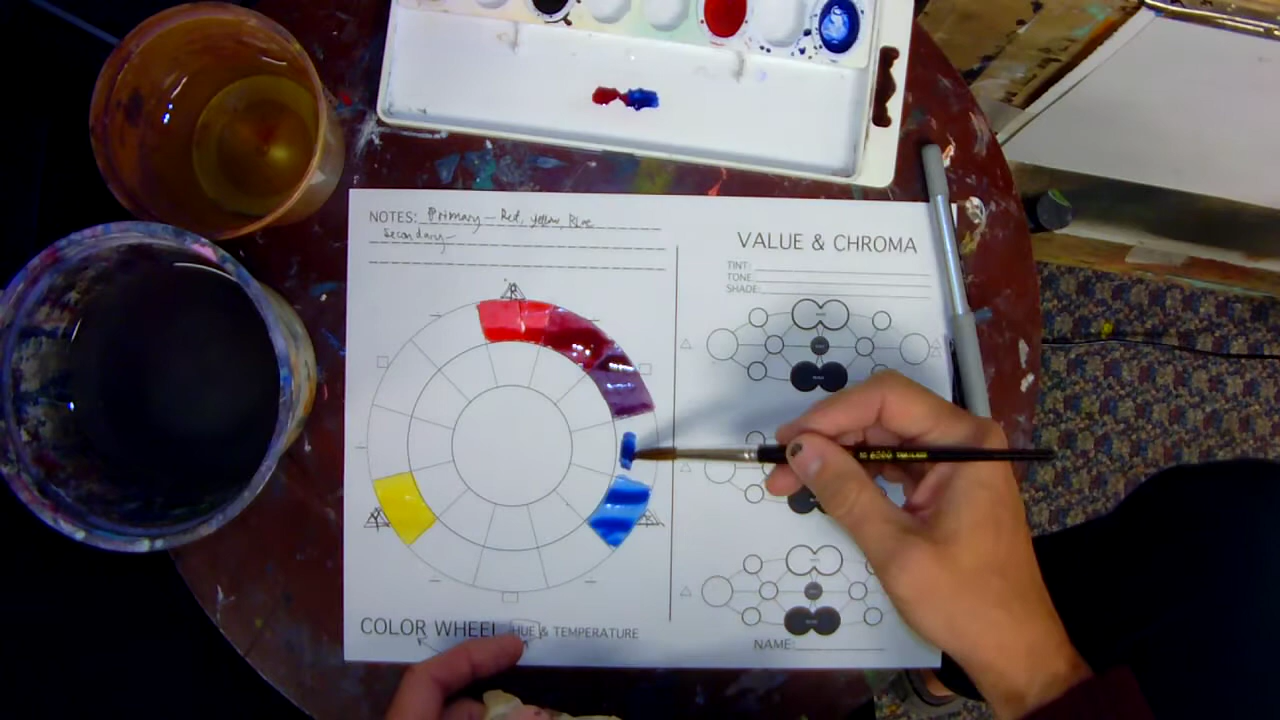 NOTES: Primary - Red, yellow, Blue
Secondary -
VALUE & CHROMA
TINT:
TONE:
SHADE:
COLOR WHEEL HUE & TEMPERATURE
NAME: